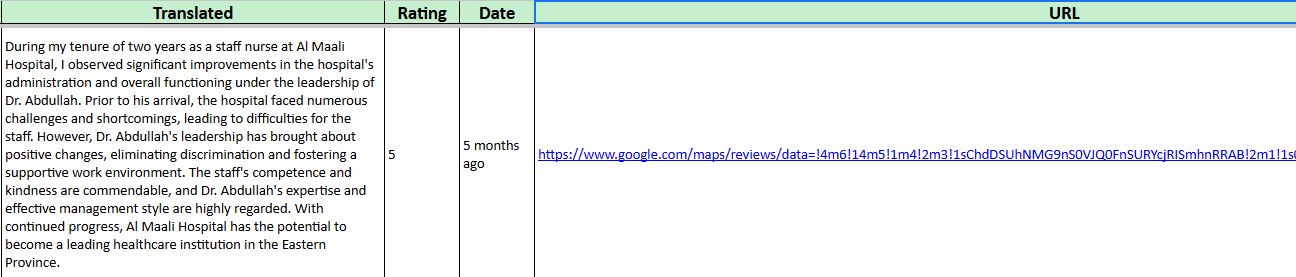 Translated Rating Date URL
During my tenure of two years as a staff nurse at Al Maali
Hospital, I observed significant improvements in the hospital's
administration and overall functioning under the leadership of
Dr. Abdullah. Prior to his arrival, the hospital faced numerous
challenges and shortcomings, leading to difficulties for the
staff. However, Dr. Abdullah's leadership has brought about
positive changes, eliminating discrimination and fostering a
supportive work environment. The staff's competence and
kindness are commendable, and Dr. Abdullah's expertise and
effective management style are highly regarded. With
continued progress, Al Maali Hospital has the potential to
become a leading healthcare institution in the Eastern
Province.
5
5 months
ago
https://www.google.com/maps/reviews/data=!4m6!14m5!1m4!2m3!1sChdDSUhNMG9nS0VJQ0FnSURYcjRISmhnRRAB!2m1!1s